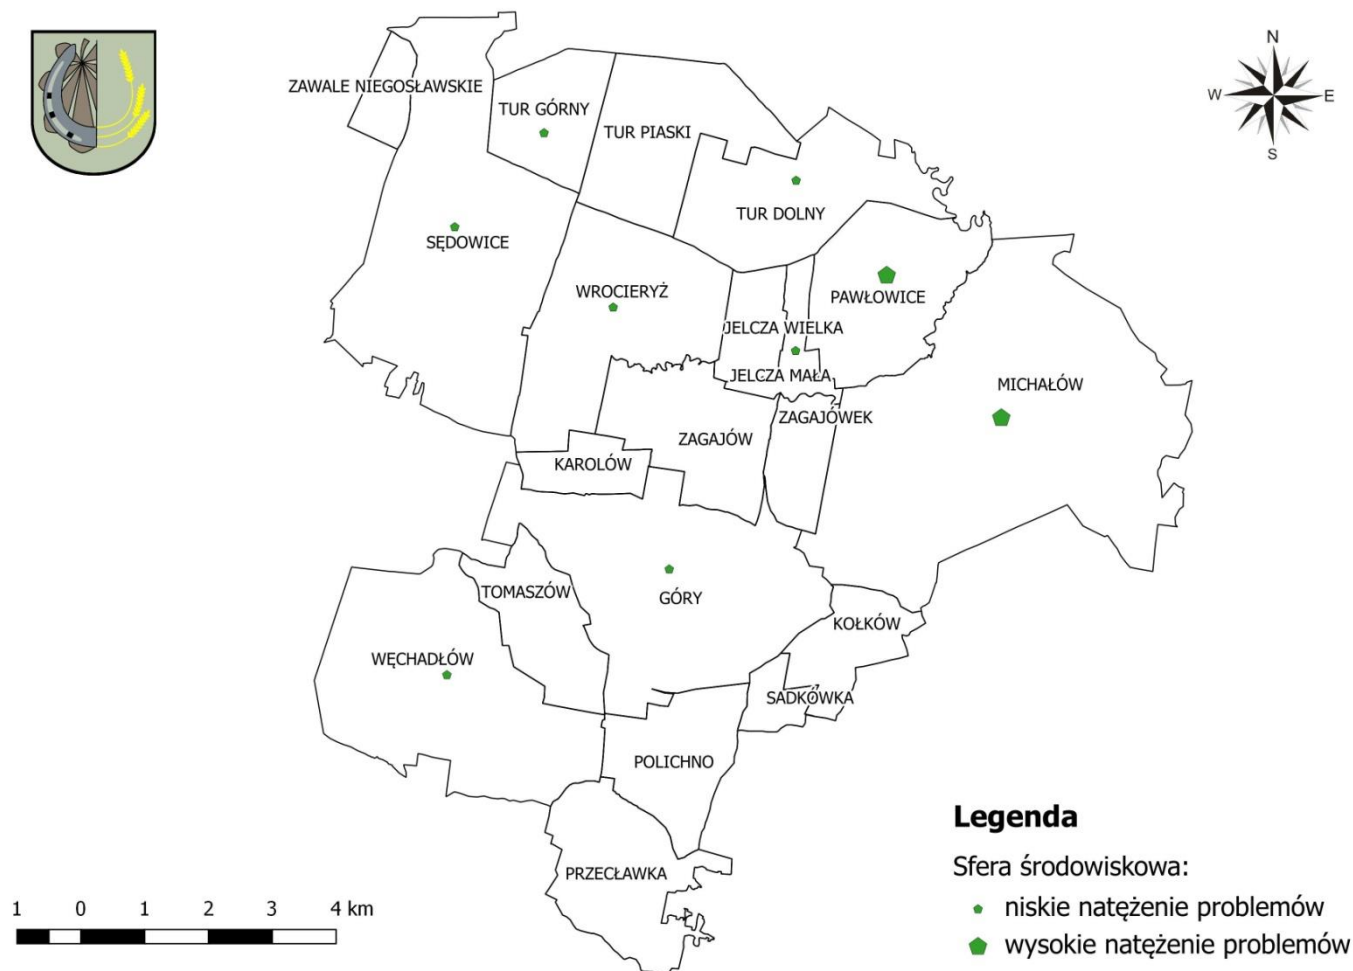 N
W
E
S
ZAWALE NIEGOSŁAWSKIE
TUR GÓRNY
TUR PIASKI
TUR DOLNY
SĘDOWICE
WROCIERYŻ
PAWŁOWICE
JELCZA WIELKA
JELCZA MAŁA
MICHAŁÓW
ZAGAJÓWEK
ZAGAJÓW
KAROLÓW
TOMASZÓW
GÓRY
KOŁKÓW
WĘCHADŁÓW
SADKÓWKA
POLICHNO
PRZECŁAWKA
Legenda
Sfera środowiskowa:
niskie natężenie problemów
wysokie natężenie problemów
1 0 1 2 3 4 km